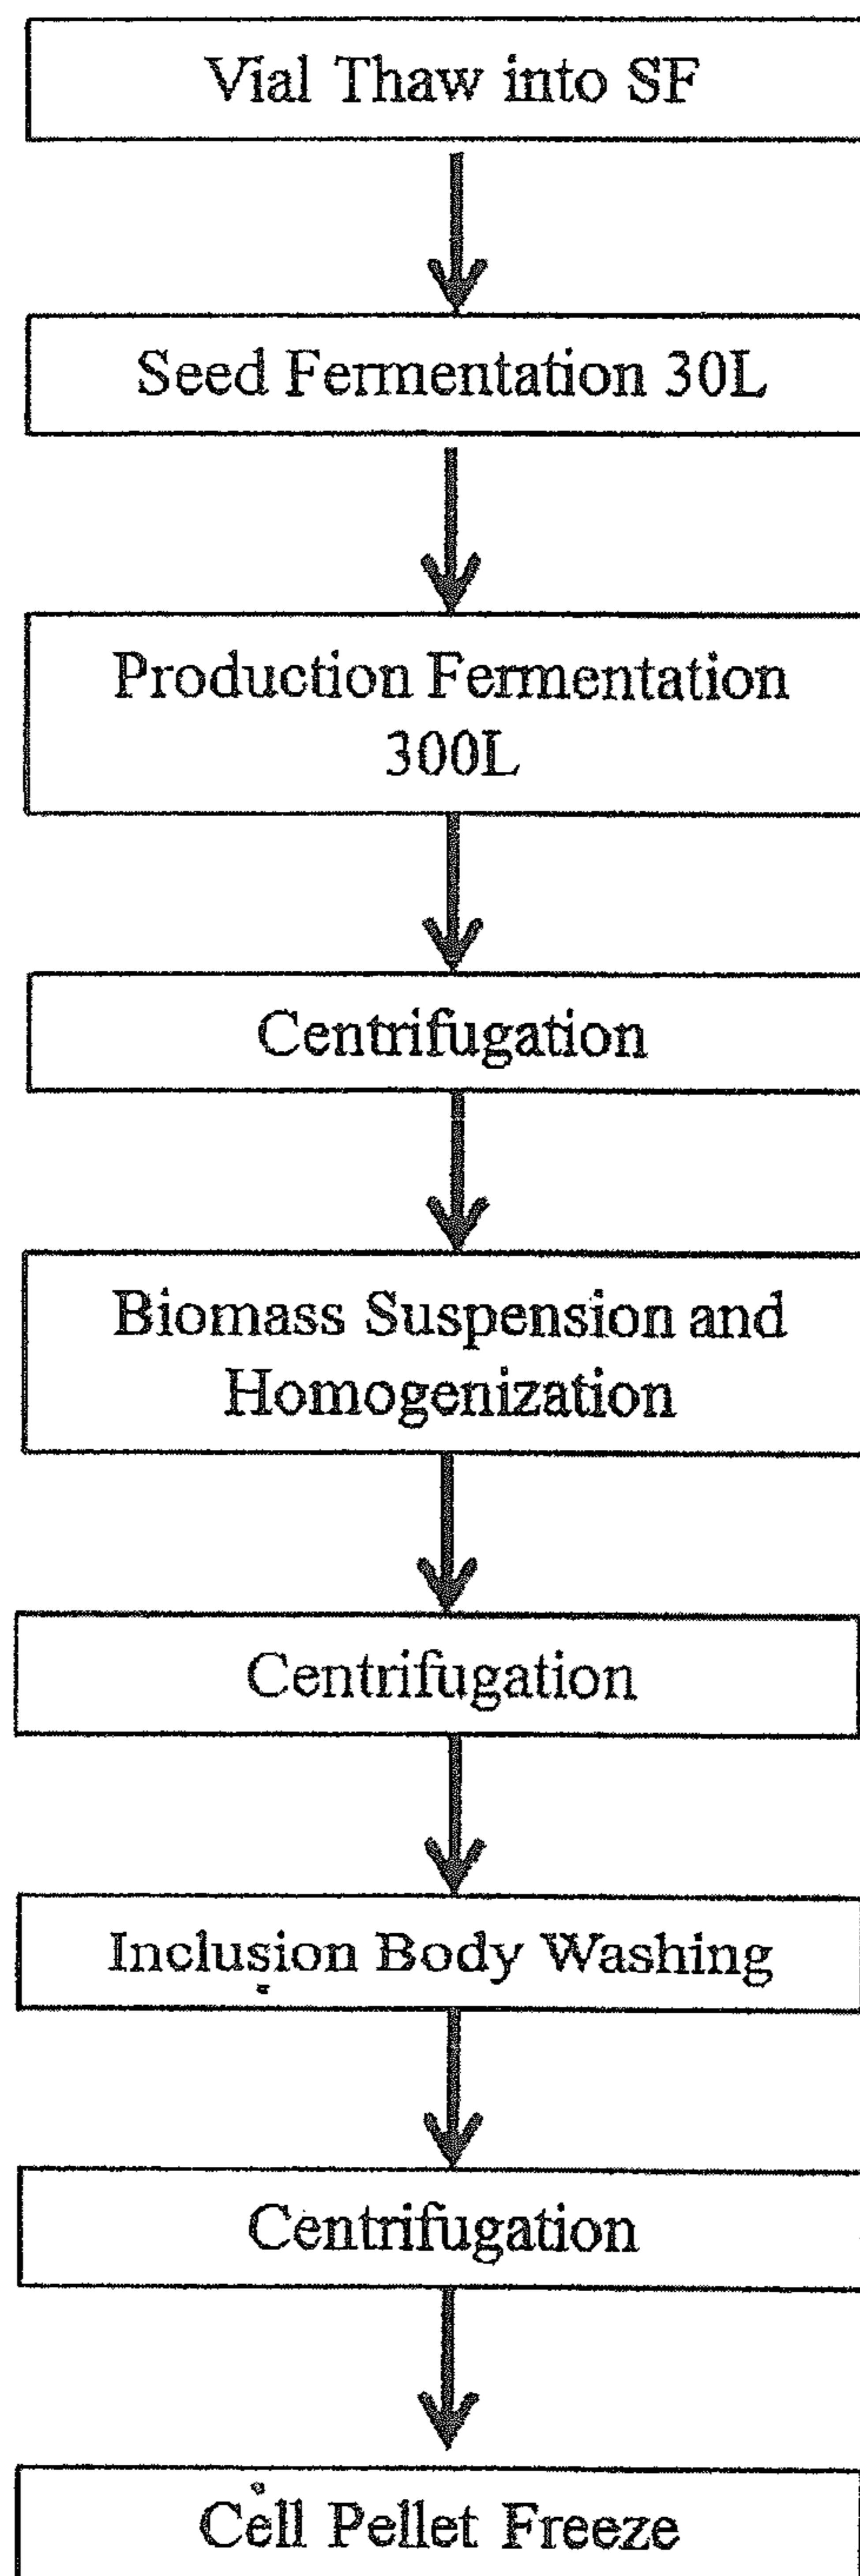 Vial Thaw into SF
Seed Fermentation 30L
Production Fermentation
300L
Centrifugation
Biomass Suspension and
Homogenization
Centrifugation
Inclusion Body Washing
Centrifugation
Cell Pellet Freeze